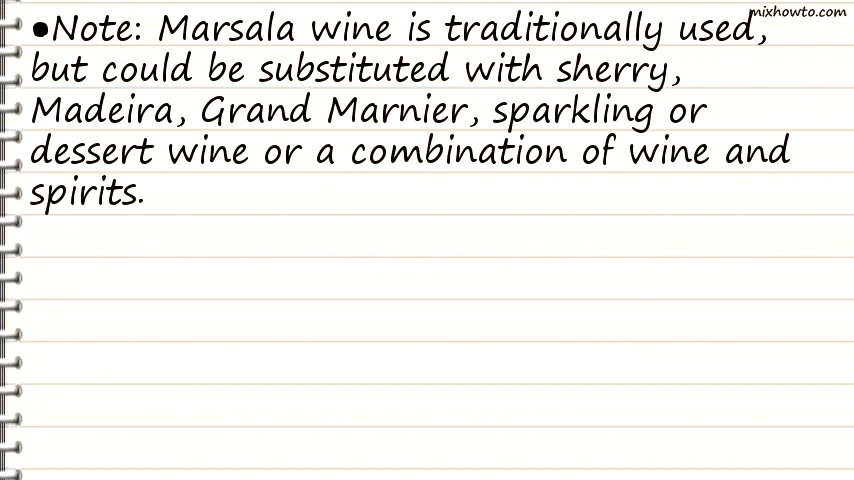 mixhowto.com
•Note: Marsala wine is traditionally used,
but could be substituted with sherry,
Madeira, Grand Marnier, sparkling or
dessert wine or a combination of wine and
spirits.